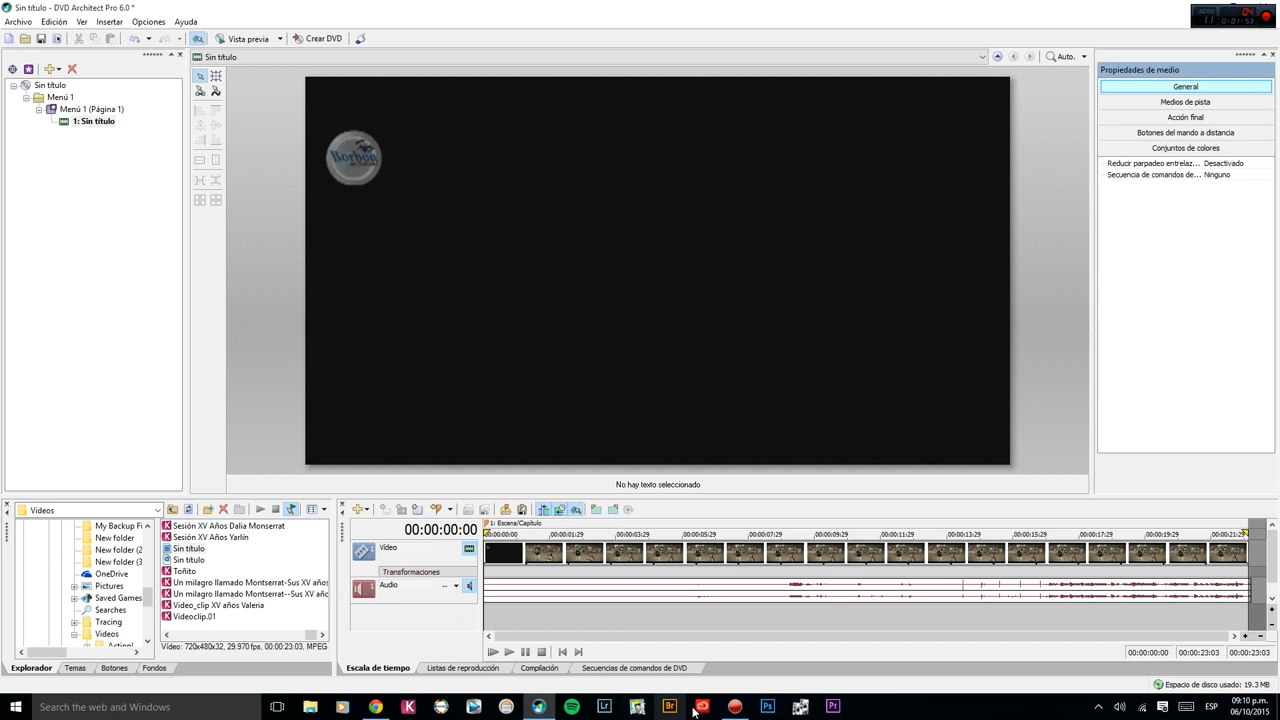 Sin título - DVD Architect Pro 6.0 *
Archivo Edición Ver Insertar Opciones Ayuda
Vista previa Crear DVD
Sin título
Auto.
Sin título
Menú 1
Menú 1 (Página 1)
1: Sin título
Borbon
No hay texto seleccionado
Propiedades de medio
General
Medios de pista
Acción final
Botones del mando a distancia
Conjuntos de colores
Reducir parpadeo entrelaz... Desactivado
Secuencia de comandos de... Ninguno
Videos
My Backup Fi
New folder
New folder (2
New folder (3
OneDrive
Pictures
Saved Games
Searches
Tracing
Videos
Action!
Sesión XV Años Dalia Monserrat
Sesión XV Años Yarlín
Sin título
Sin título
Toñito
Un milagro llamado Montserrat-Sus XV años
Un milagro llamado Montserrat--Sus XV año
Video_clip XV años Valeria
Videoclip.01
Vídeo: 720x480x32, 29.970 fps, 00:00:23:03, MPEG
Explorador Temas Botones Fondos
00:00:00:00
1: Escena/Capítulo
00:00:00:00 00:00:01:29 00:00:03:29 00:00:05:29 00:00:07:29 00:00:09:29 00:00:11:29 00:00:13:29 00:00:15:29 00:00:17:29 00:00:19:29 00:00:21:29
Vídeo
Transformaciones
Audio --
00:00:00:00 00:00:23:03 00:00:23:03
Escala de tiempo Listas de reproducción Compilación Secuencias de comandos de DVD
Espacio de disco usado: 19.3 MB
Search the web and Windows
Lr Br Ps Pr
ESP
09:10 p.m.
06/10/2015